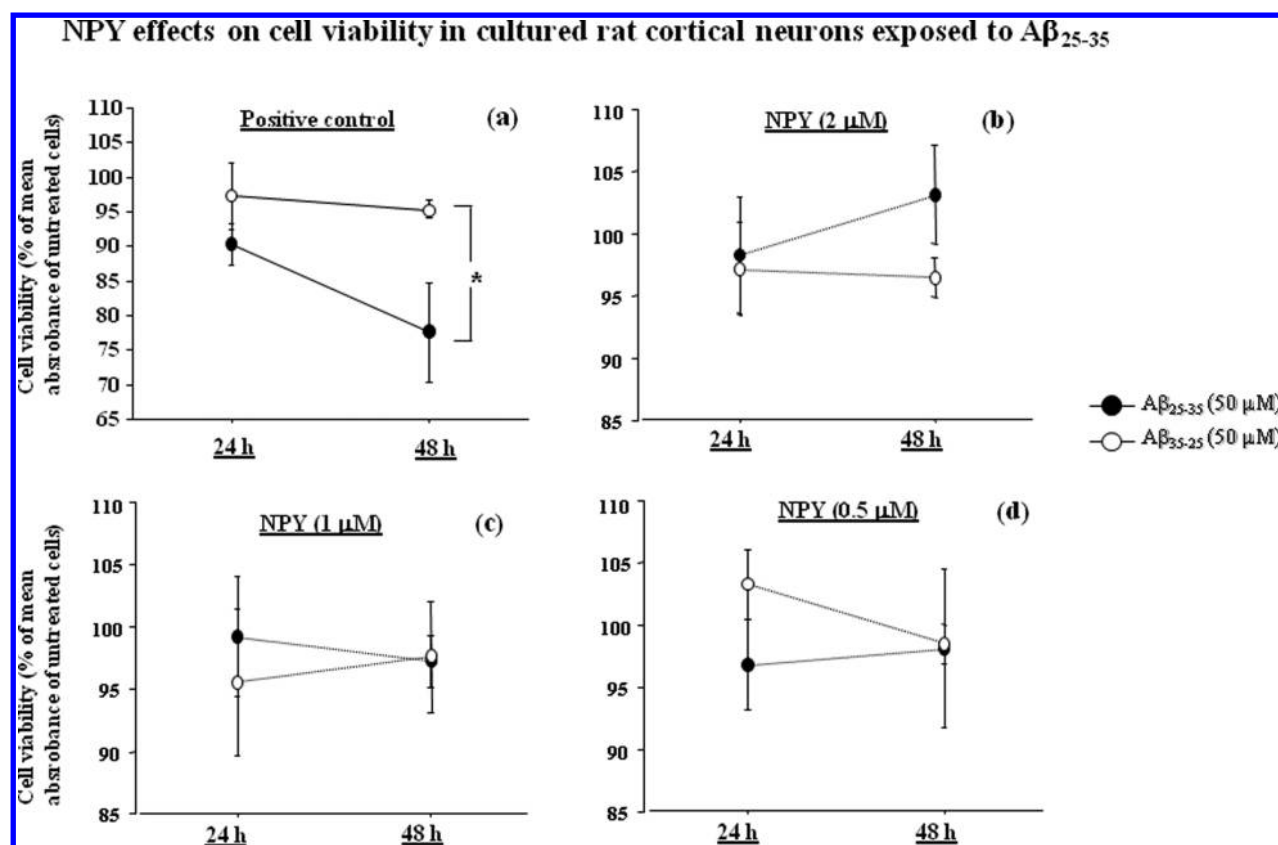 NPY effects on cell viability in cultured rat cortical neurons exposed to Aβ25-35
Positive control
(a)
Cell viability (% of mean
absrobance of untreated cells)
110
105
100
95
90
85
80
75
70
65
*
24 h
48 h
NPY (2 µM)
(b)
110
105
100
95
90
85
24 h
48 h
Aβ25-35 (50 µM)
Aβ35-25 (50 µM)
NPY (1 µM)
(c)
Cell viability (% of mean
absrobance of untreated cells)
110
105
100
95
90
85
24 h
48 h
NPY (0.5 µM)
(d)
110
105
100
95
90
85
24 h
48 h